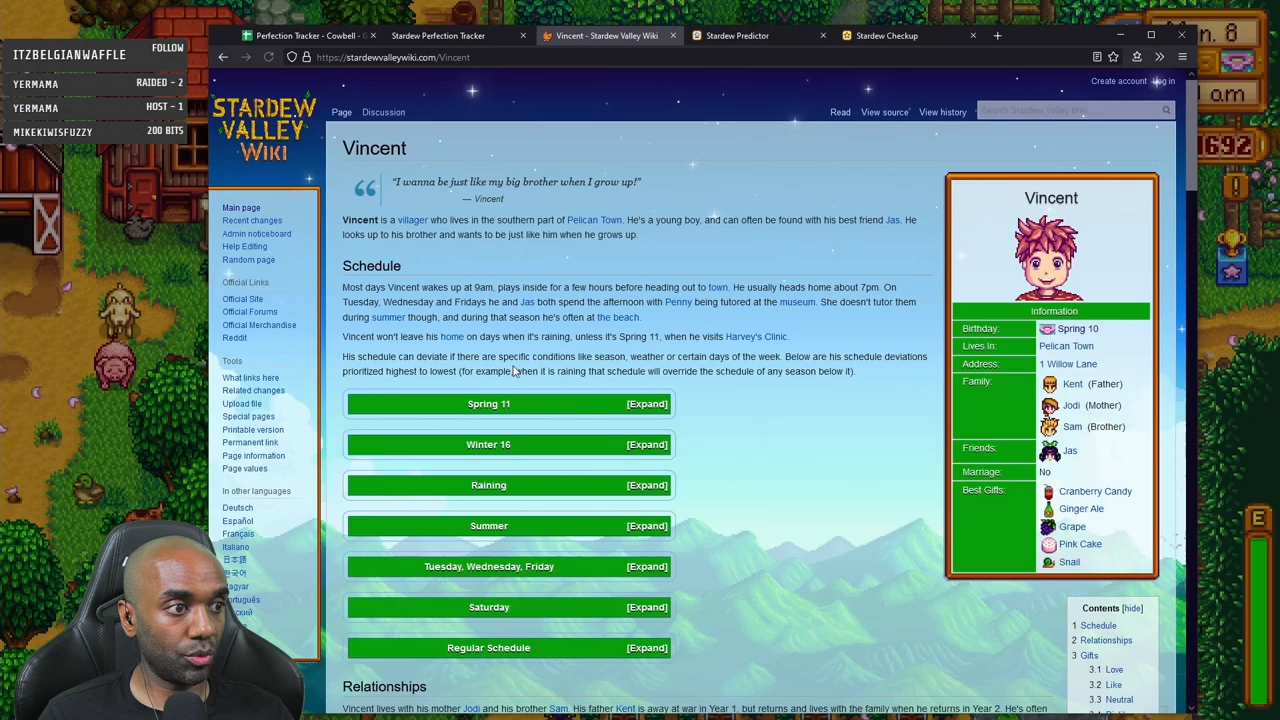 ITZBELGIANWAFFLE FOLLOW
YERMAMA RAIDED - 2
YERMAMA HOST - 1
MIKEKIWISFUZZY 200 BITS
Perfection Tracker - Cowbell -
Stardew Perfection Tracker
Vincent - Stardew Valley Wiki
Stardew Predictor
Stardew Checkup
https://stardewvalleywiki.com/Vincent
n. 8
am
1692
E
Create account Log in
STARDEW
VALLEY
WIKI
Page Discussion
Read View source View history
Search Stardew Valley Wiki
Main page
Recent changes
Admin noticeboard
Help Editing
Random page
Official Links
Official Site
Official Forums
Official Merchandise
Reddit
Tools
What links here
Related changes
Upload file
Special pages
Printable version
Permanent link
Page information
Page values
In other languages
Deutsch
Español
Français
Italiano
日本語
한국어
Magyar
ortuguês
Vincent
“I wanna be just like my big brother when I grow up!”
— Vincent
Vincent is a villager who lives in the southern part of Pelican Town. He's a young boy, and can often be found with his best friend Jas. He
looks up to his brother and wants to be just like him when he grows up.
Schedule
Most days Vincent wakes up at 9am, plays inside for a few hours before heading out to town. He usually heads home about 7pm. On
Tuesday, Wednesday and Fridays he and Jas both spend the afternoon with Penny being tutored at the museum. She doesn't tutor them
during summer though, and during that season he's often at the beach.
Vincent won't leave his home on days when it's raining, unless it's Spring 11, when he visits Harvey's Clinic.
His schedule can deviate if there are specific conditions like season, weather or certain days of the week. Below are his schedule deviations
prioritized highest to lowest (for example, when it is raining that schedule will override the schedule of any season below it).
Spring 11 [Expand]
Winter 16 [Expand]
Raining [Expand]
Summer [Expand]
Tuesday, Wednesday, Friday [Expand]
Saturday [Expand]
Regular Schedule [Expand]
Relationships
Vincent lives with his mother Jodi and his brother Sam. His father Kent is away at war in Year 1, but returns and lives with the family when he returns in Year 2. He's often
Vincent
Information
Birthday: Spring 10
Lives In: Pelican Town
Address: 1 Willow Lane
Family: Kent (Father)
Jodi (Mother)
Sam (Brother)
Friends: Jas
Marriage: No
Best Gifts: Cranberry Candy
Ginger Ale
Grape
Pink Cake
Snail
Contents [hide]
1 Schedule
2 Relationships
3 Gifts
3.1 Love
3.2 Like
3.3 Neutral